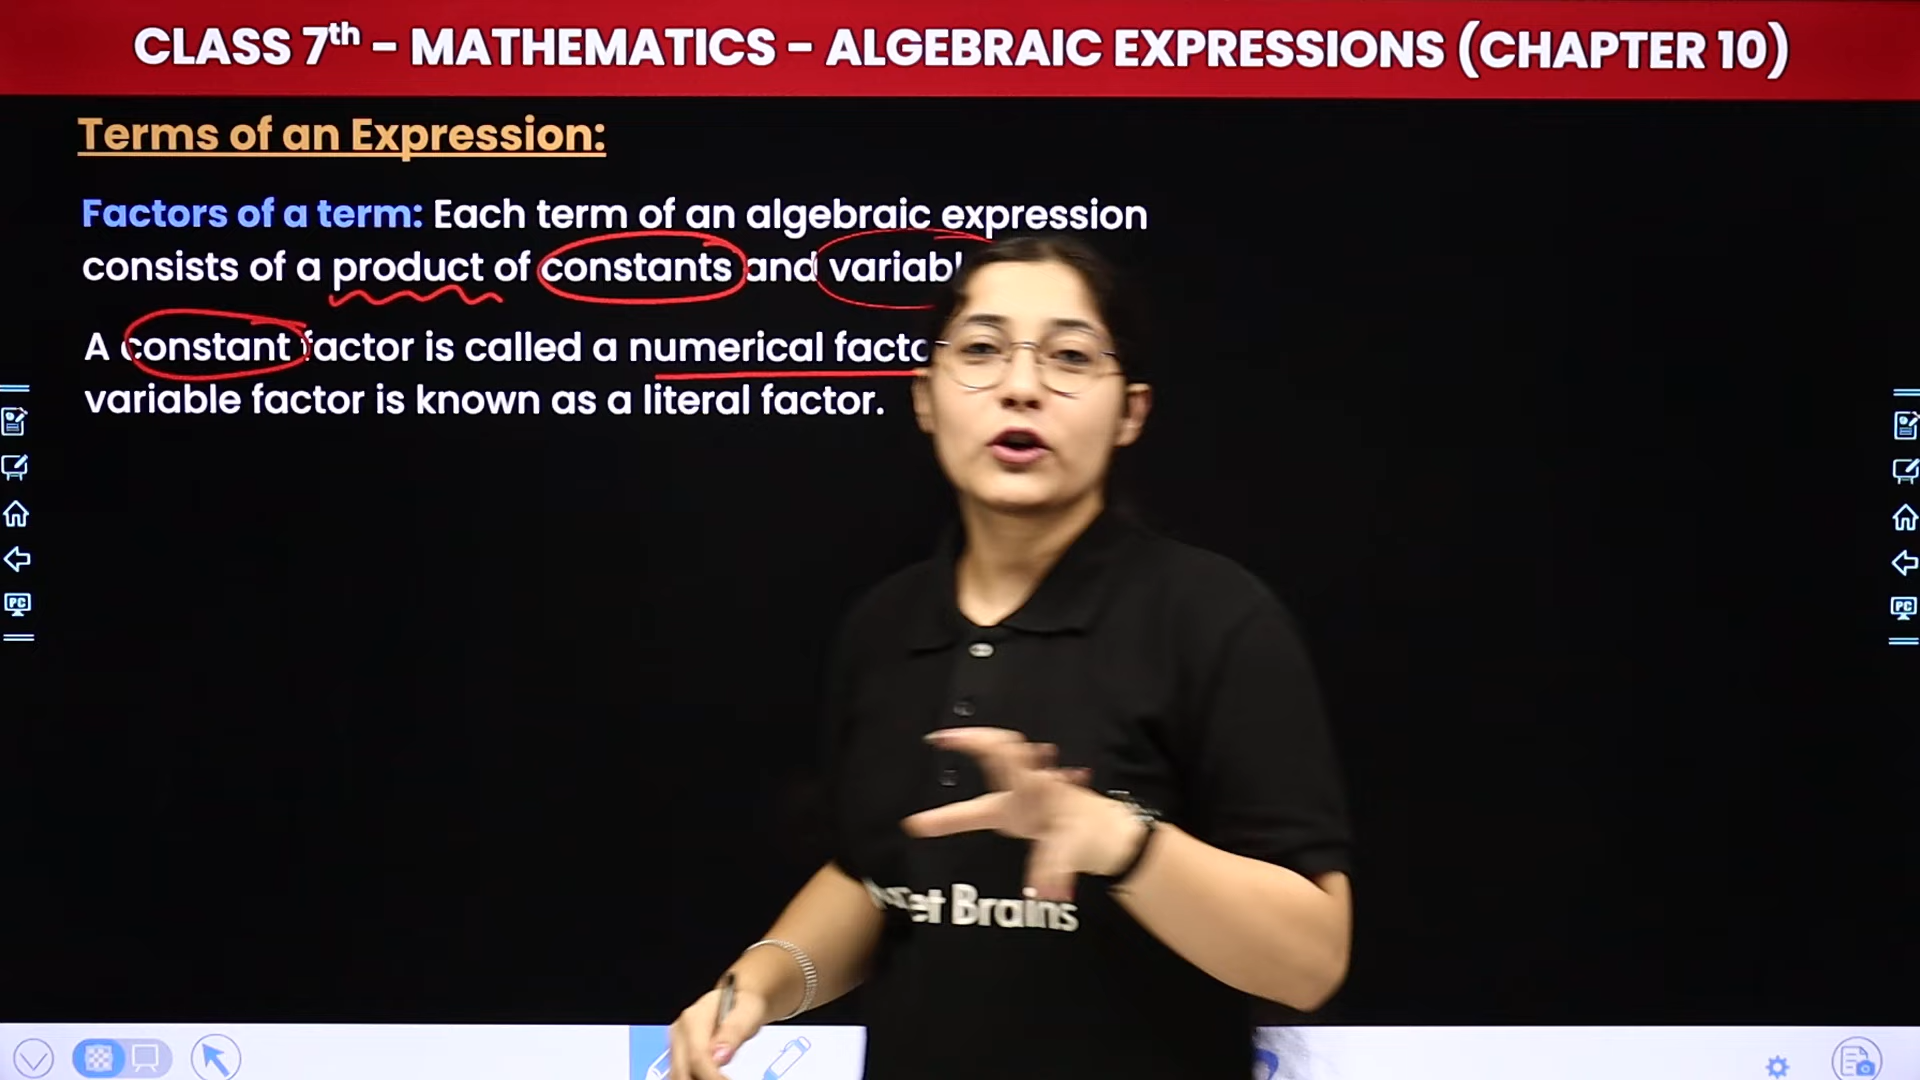 CLASS 7th - MATHEMATICS - ALGEBRAIC EXPRESSIONS (CHAPTER 10)
Terms of an Expression:
Factors of a term: Each term of an algebraic expression
consists of a product of constants and
A constant factor is called a numerical
variable factor is known as a literal factor.
PC
PC
Brains